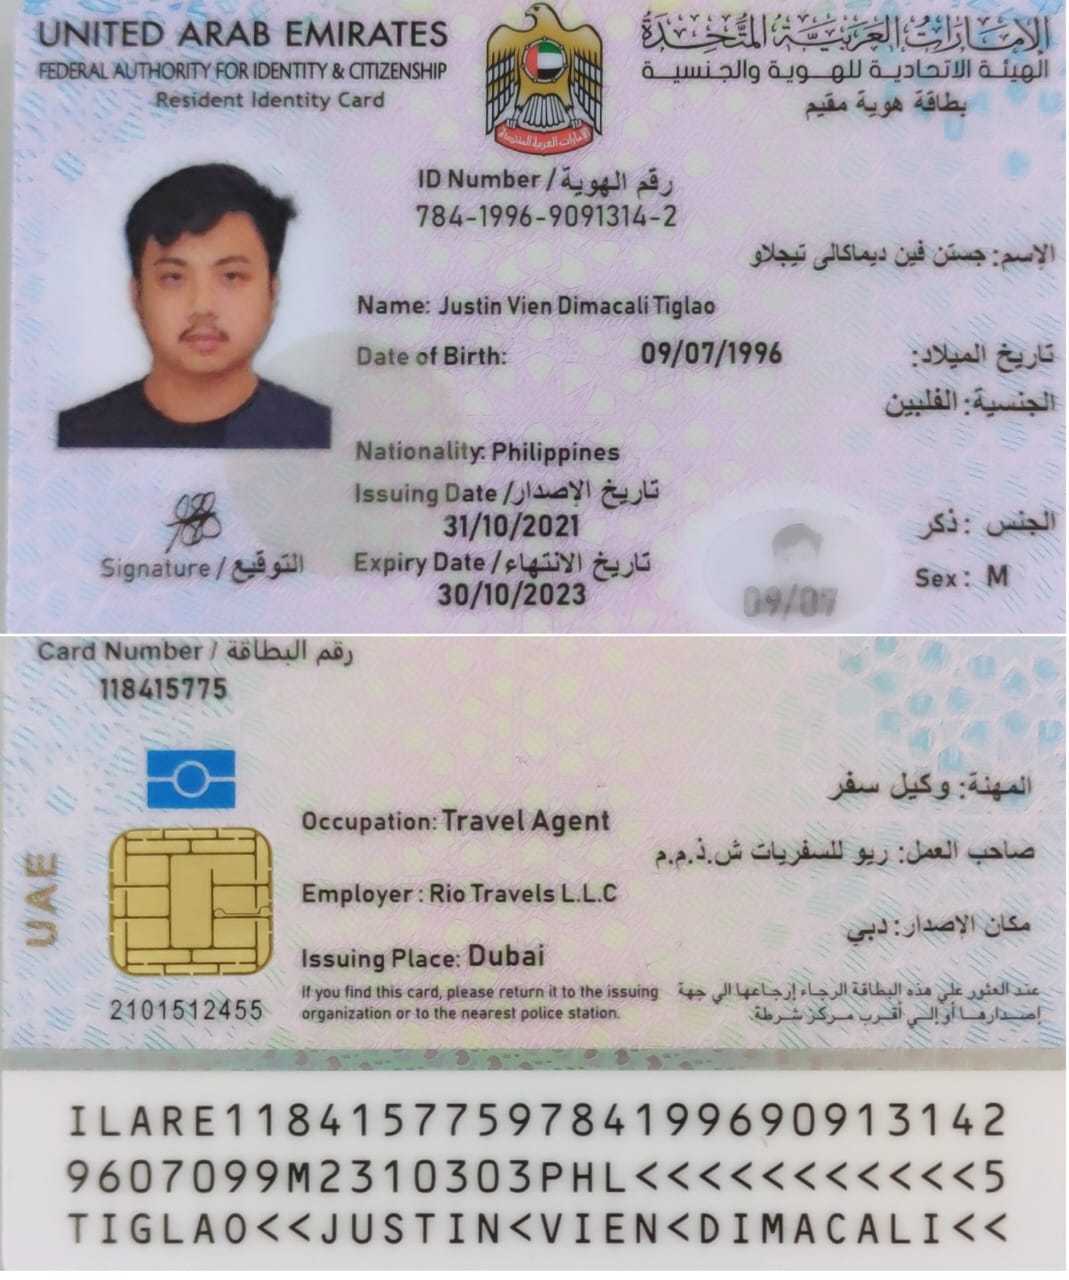 UNITED ARAB EMIRATES
الإمارات العربية المتحدة
FEDERAL AUTHORITY FOR IDENTITY & CITIZENSHIP
الهيئة الاتحادية للهوية والجنسية
Resident Identity Card
بطاقة هوية مقيم
الإمارات العربية المتحدة
ID Number / رقم الهوية
784-1996-9091314-2
الإسم: جستن فين ديماكالى تيجلاو
Name: Justin Vien Dimacali Tiglao
Date of Birth: 09/07/1996 تاريخ الميلاد:
الجنسية: الفلبين
Nationality: Philippines
Issuing Date / تاريخ الإصدار
31/10/2021
الجنس : ذكر
Expiry Date / تاريخ الانتهاء
30/10/2023
Sex: M
09/07
Signature / التوقيع
Card Number / رقم البطاقة
118415775
المهنة: وكيل سفر
Occupation: Travel Agent
صاحب العمل: ريو للسفريات ش.ذ.م.م
Employer : Rio Travels L.L.C
مكان الإصدار: دبي
Issuing Place: Dubai
UAE
2101512455
If you find this card, please return it to the issuing
organization or to the nearest police station.
عند العثور علي هذه البطاقة الرجاء إرجاعها الي جهة
إصدارها أو إلي أقرب مركز شرطة.
ILARE1184157759784199690913142
9607099M2310303PHL<<<<<<<<<<<5
TIGLAO<<JUSTIN<VIEN<DIMACALI<<